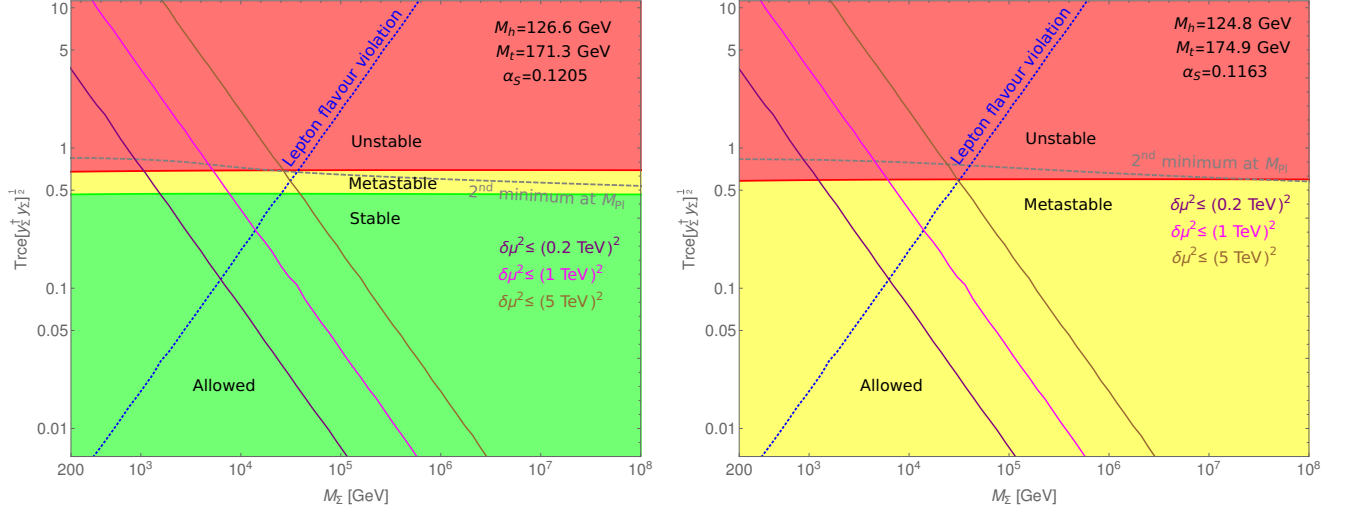 M_h=126.6 GeV
M_t=171.3 GeV
α_S=0.1205
Lepton flavour violation
Unstable
Metastable
2nd minimum at M_Pl
Stable
δμ²≤ (0.2 TeV)²
δμ²≤ (1 TeV)²
δμ²≤ (5 TeV)²
Allowed
Trce[y_Σ^† y_Σ]^½
10
5
1
0.5
0.1
0.05
0.01
200
10³
10⁴
10⁵
10⁶
10⁷
10⁸
M_Σ [GeV]
M_h=124.8 GeV
M_t=174.9 GeV
α_S=0.1163
Lepton flavour violation
Unstable
2nd minimum at M_Pl
Metastable
δμ²≤ (0.2 TeV)²
δμ²≤ (1 TeV)²
δμ²≤ (5 TeV)²
Allowed
Trce[y_Σ^† y_Σ]^½
10
5
1
0.5
0.1
0.05
0.01
200
10³
10⁴
10⁵
10⁶
10⁷
10⁸
M_Σ [GeV]